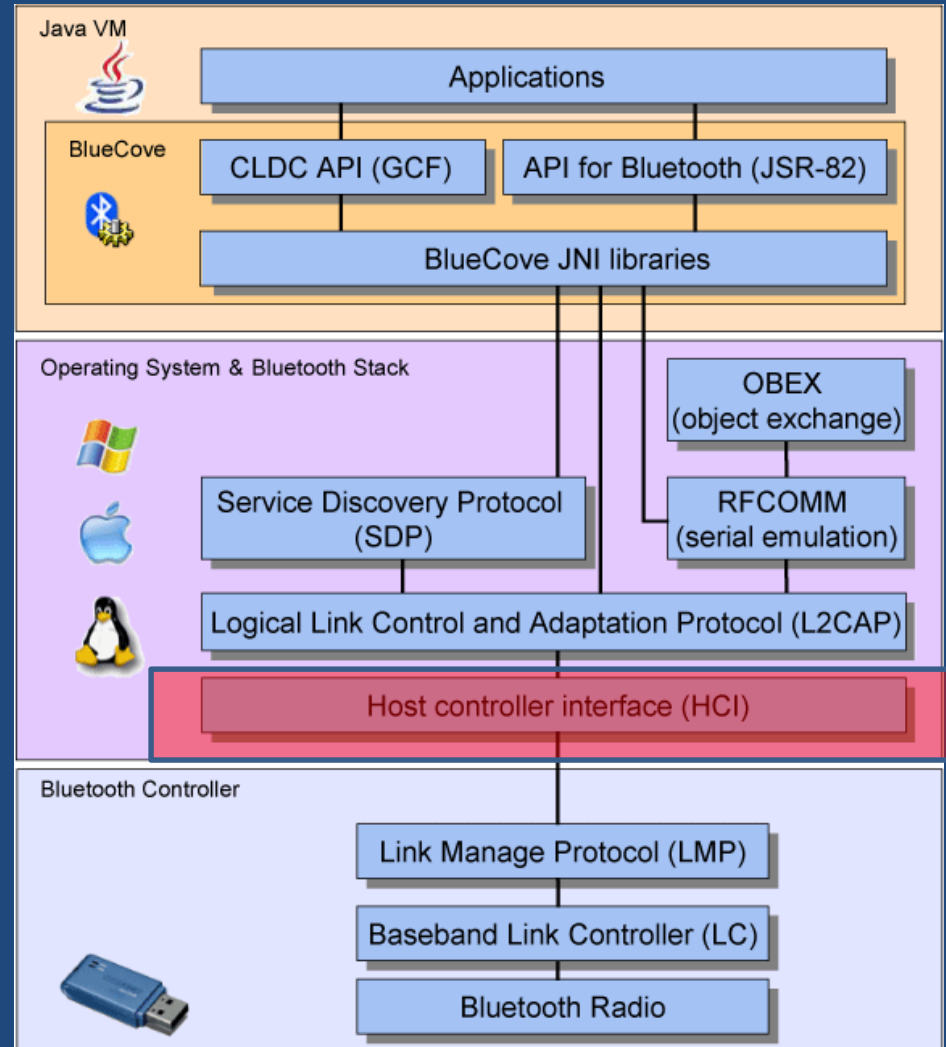 Java VM
Applications
BlueCove
CLDC API (GCF)
API for Bluetooth (JSR-82)
BlueCove JNI libraries
Operating System & Bluetooth Stack
OBEX
(object exchange)
Service Discovery Protocol
(SDP)
RFCOMM
(serial emulation)
Logical Link Control and Adaptation Protocol (L2CAP)
Host controller interface (HCI)
Bluetooth Controller
Link Manage Protocol (LMP)
Baseband Link Controller (LC)
Bluetooth Radio